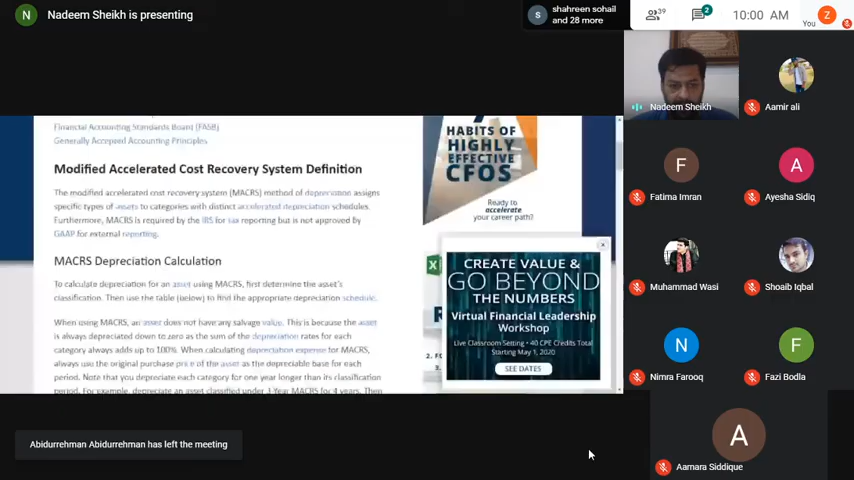 N
Nadeem Sheikh is presenting
S
shahreen sohail
and 28 more
39
2
10:00 AM
You
Z
Financial Accounting Standards Board (FASB)
Generally Accepted Accounting Principles
Modified Accelerated Cost Recovery System Definition
The modified accelerated cost recovery system (MACRS) method of depreciation assigns
specific types of assets to categories with distinct accelerated depreciation schedules.
Furthermore, MACRS is required by the IRS for tax reporting but is not approved by
GAAP for external reporting.
MACRS Depreciation Calculation
To calculate depreciation for an asset using MACRS, first determine the asset's
classification. Then use the table (below) to find the appropriate depreciation schedule.
When using MACRS, an asset does not have any salvage value. This is because the asset
is always depreciated down to zero as the sum of the depreciation rates for each
category always adds up to 100%. When calculating depreciation expense for MACRS,
always use the original purchase price of the asset as the depreciable base for each
period. Note that you depreciate each category for one year longer than its classification
period. For example, depreciate an asset classified under 3-Year MACRS for 4 years. Then
HABITS OF
HIGHLY
EFFECTIVE
CFOS
Ready to
accelerate
your career path?
X
CREATE VALUE &
GO BEYOND
THE NUMBERS
Virtual Financial Leadership
Workshop
Live Classroom Setting • 40 CPE Credits Total
Starting May 1, 2020
SEE DATES
Nadeem Sheikh
Aamir ali
F
Fatima Imran
A
Ayesha Sidiq
Muhammad Wasi
Shoaib Iqbal
N
Nimra Farooq
F
Fazi Bodla
A
Aamara Siddique
Abidurrehman Abidurrehman has left the meeting